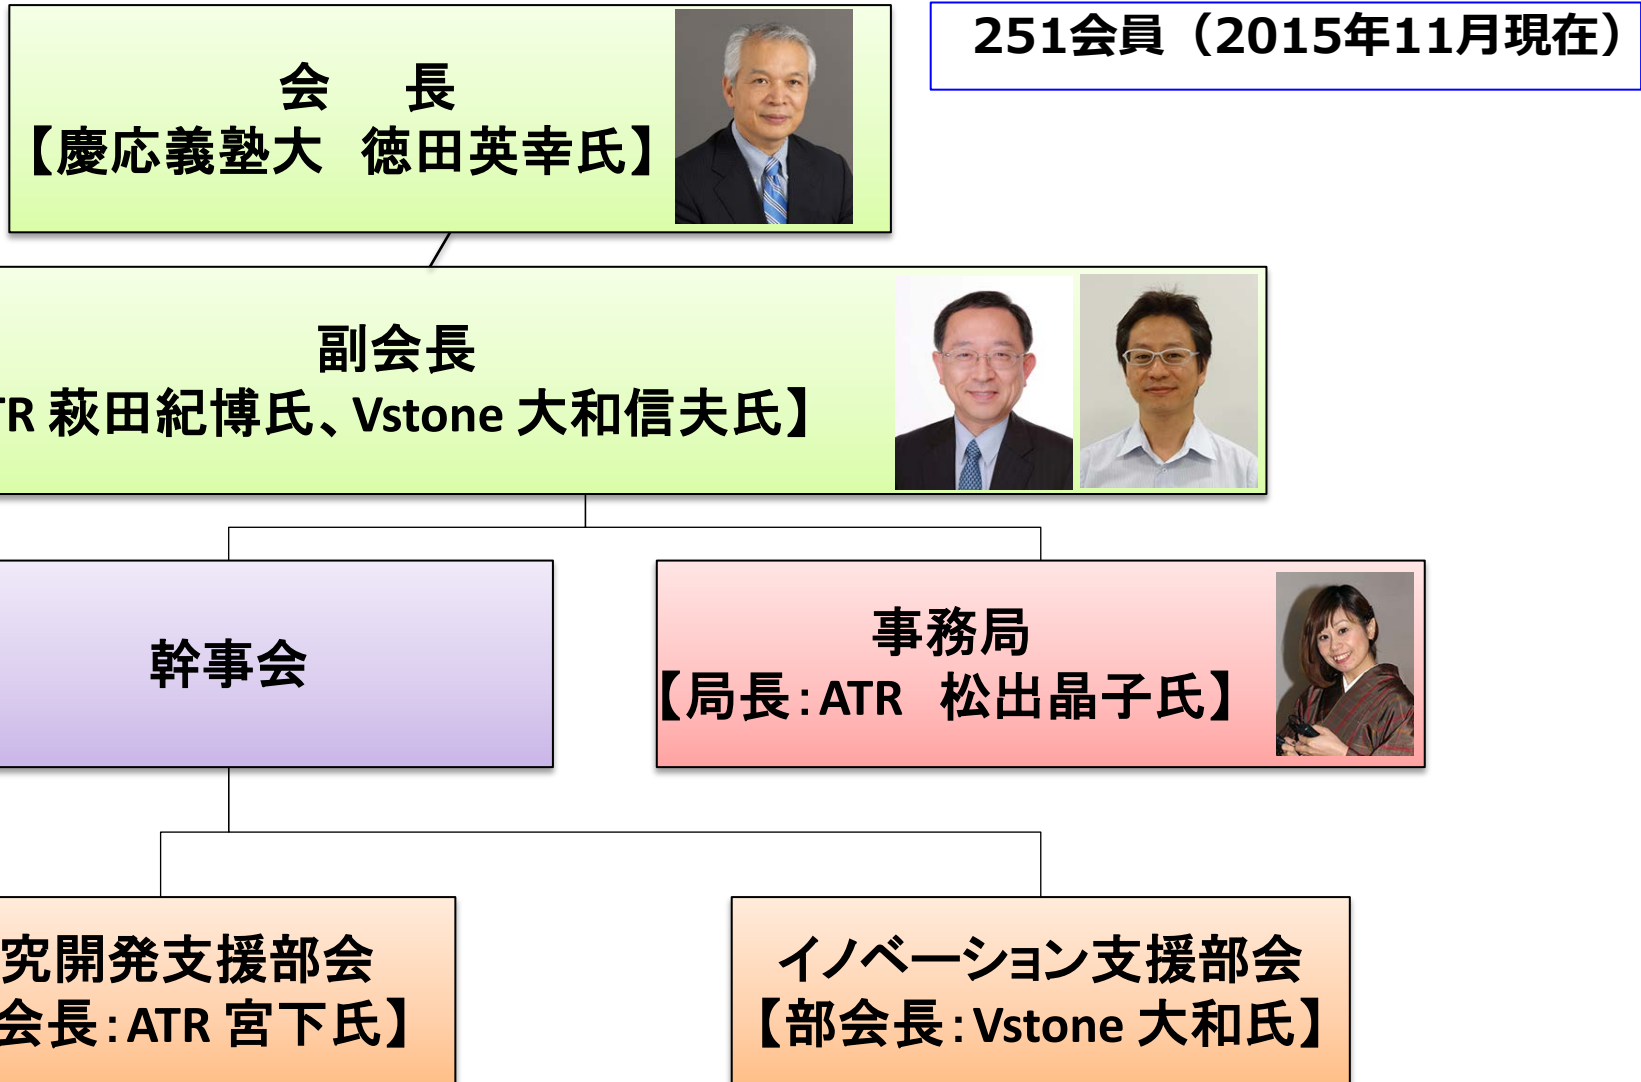 251会員（2015年11月現在）
会　長
【慶応義塾大　徳田英幸氏】
副会長
TR 萩田紀博氏、Vstone 大和信夫氏】
幹事会
事務局
【局長：ATR　松出晶子氏】
究開発支援部会
会長：ATR 宮下氏】
イノベーション支援部会
【部会長：Vstone 大和氏】